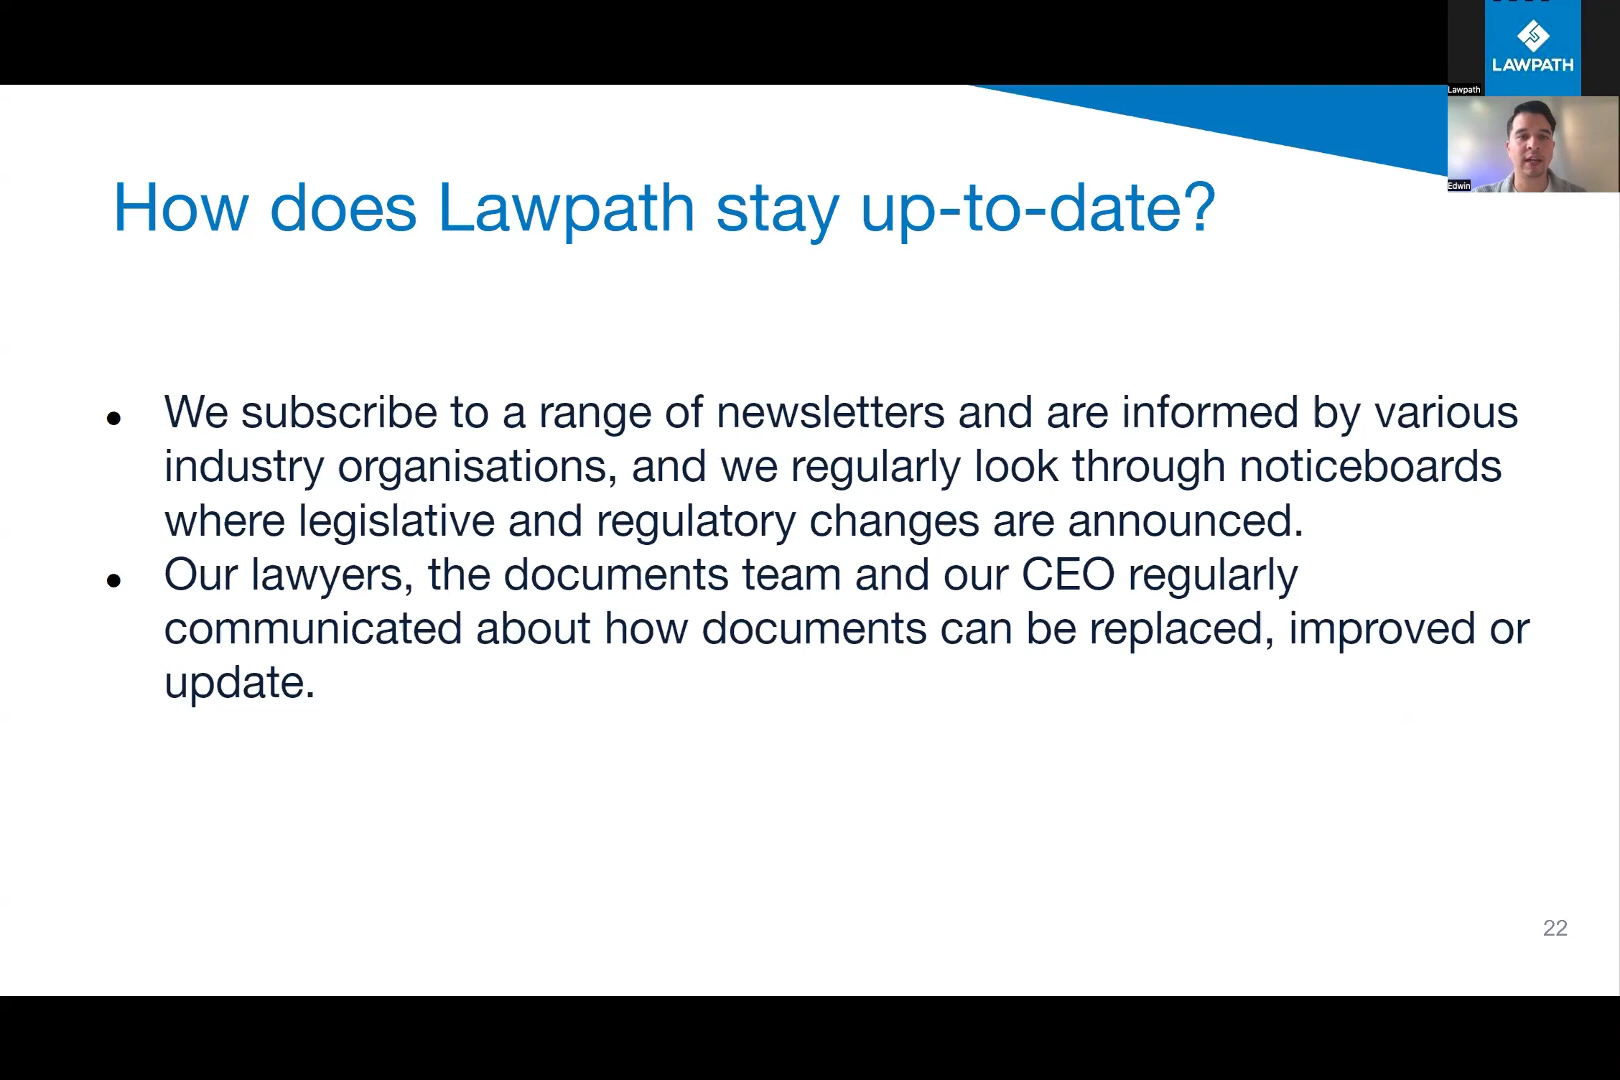 LAWPATH
Lawpath
Edwin
How does Lawpath stay up-to-date?
• We subscribe to a range of newsletters and are informed by various
industry organisations, and we regularly look through noticeboards
where legislative and regulatory changes are announced.
• Our lawyers, the documents team and our CEO regularly
communicated about how documents can be replaced, improved or
update.
22